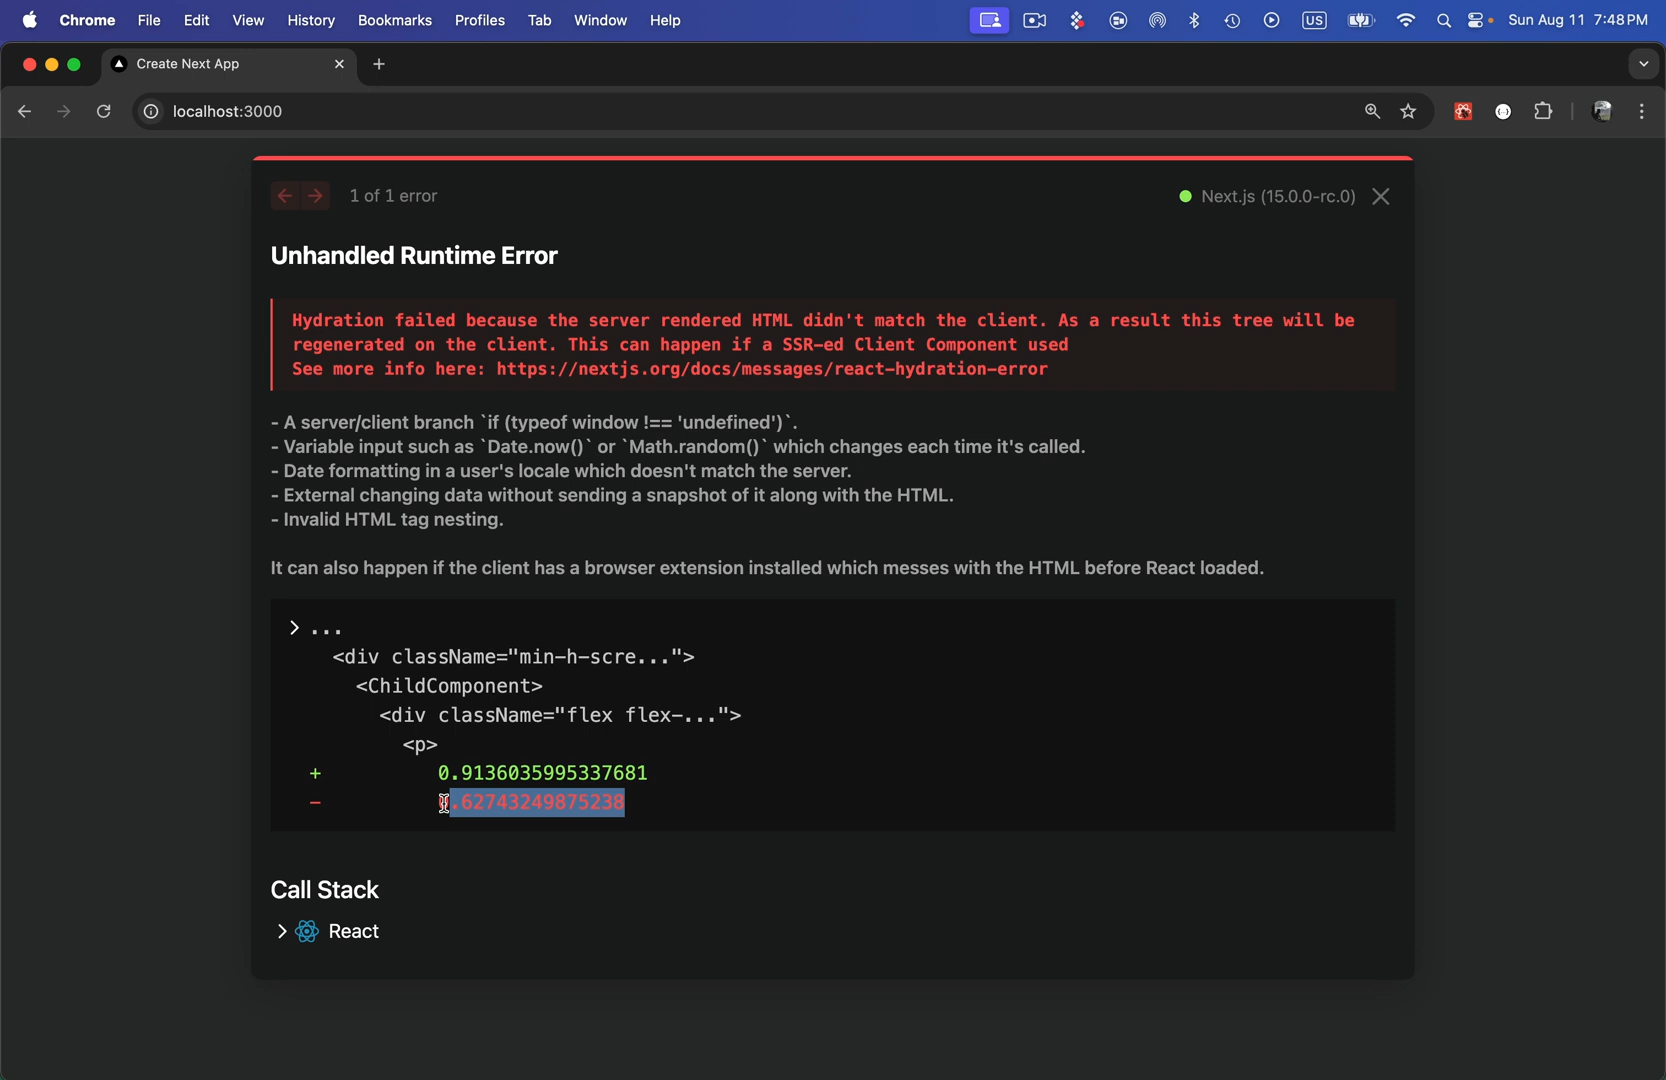 Chrome File Edit View History Bookmarks Profiles Tab Window Help US Sun Aug 11 7:48 PM
Create Next App
localhost:3000
1 of 1 error Next.js (15.0.0-rc.0)
Unhandled Runtime Error
Hydration failed because the server rendered HTML didn't match the client. As a result this tree will be
regenerated on the client. This can happen if a SSR-ed Client Component used
See more info here: https://nextjs.org/docs/messages/react-hydration-error
- A server/client branch `if (typeof window !== 'undefined')`.
- Variable input such as `Date.now()` or `Math.random()` which changes each time it's called.
- Date formatting in a user's locale which doesn't match the server.
- External changing data without sending a snapshot of it along with the HTML.
- Invalid HTML tag nesting.
It can also happen if the client has a browser extension installed which messes with the HTML before React loaded.
...
<div className="min-h-scre...">
<ChildComponent>
<div className="flex flex-...">
<p>
+ 0.9136035995337681
- 0.62743249875238
Call Stack
React